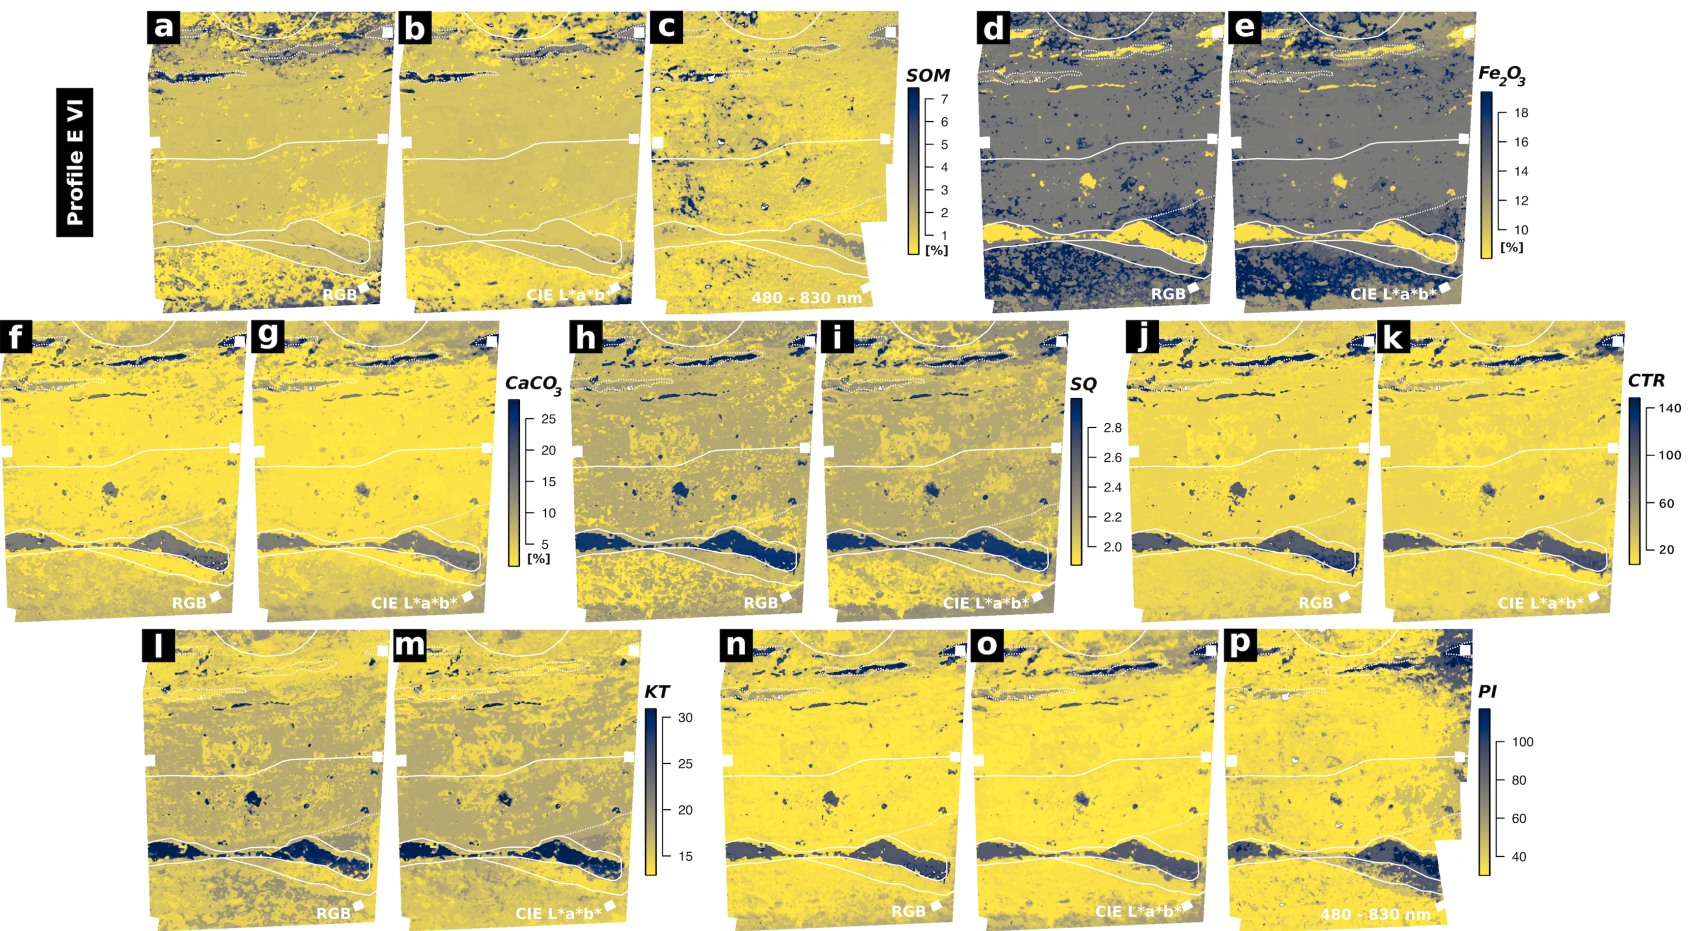 Profile E VI
a
b
c
d
e
SOM
7
6
5
4
3
2
1
[%]
Fe2O3
18
16
14
12
10
[%]
RGB
CIE L*a*b*
480 - 830 nm
RGB
CIE L*a*b*
f
g
h
i
j
k
CaCO3
25
20
15
10
5
[%]
SQ
2.8
2.6
2.4
2.2
2.0
CTR
140
100
60
20
RGB
CIE L*a*b*
RGB
CIE L*a*b*
RGB
CIE L*a*b*
l
m
n
o
p
KT
30
25
20
15
PI
100
80
60
40
RGB
CIE L*a*b*
RGB
CIE L*a*b*
480 - 830 nm